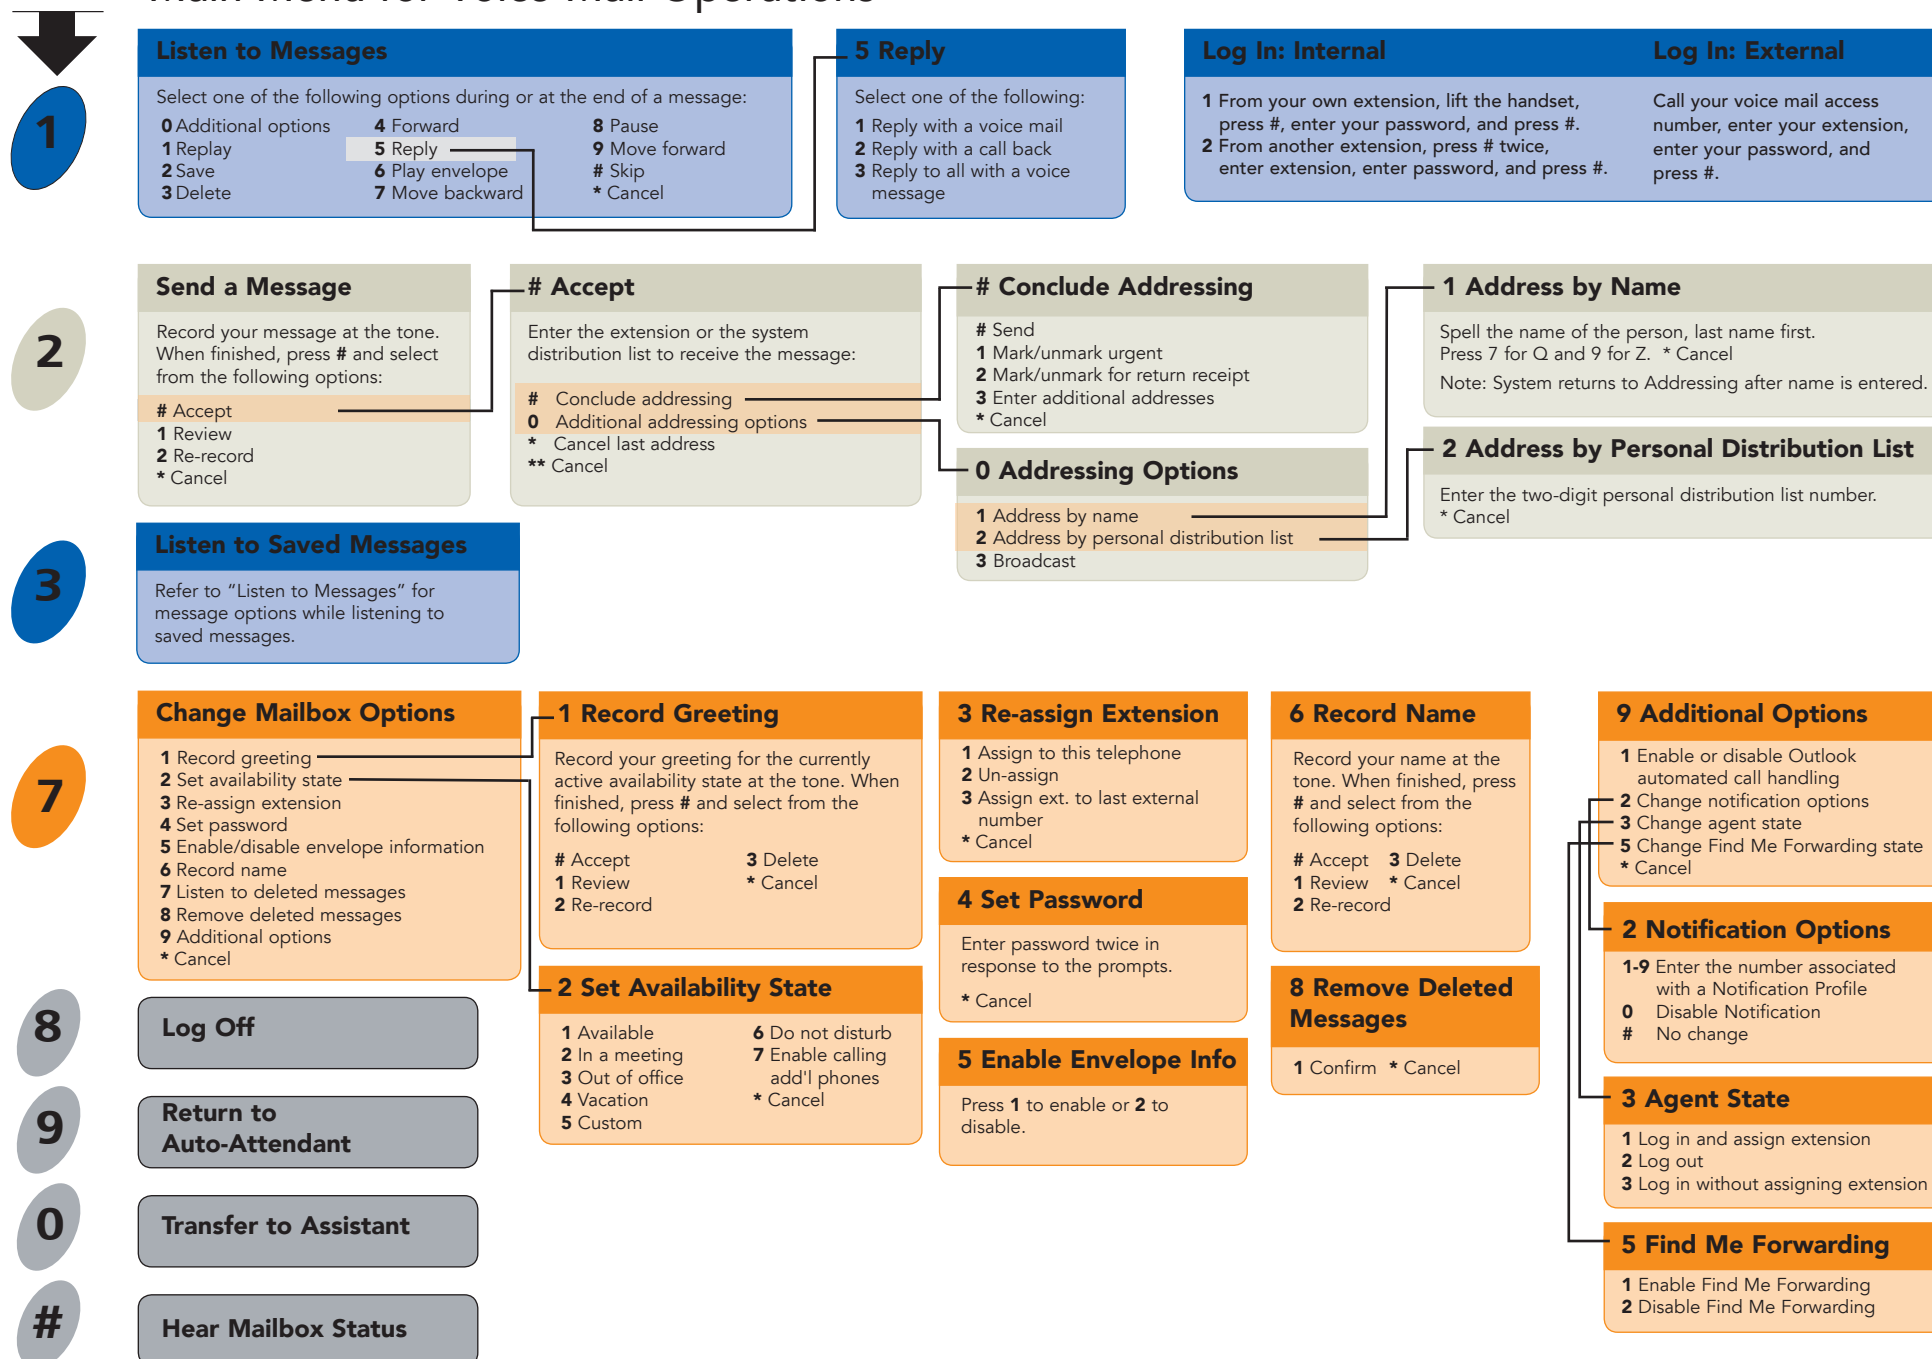 Main Menu for Voice Mail Operations
1
Listen to Messages
Select one of the following options during or at the end of a message:
0 Additional options
1 Replay
2 Save
3 Delete
4 Forward
5 Reply
6 Play envelope
7 Move backward
8 Pause
9 Move forward
# Skip
* Cancel
5 Reply
Select one of the following:
1 Reply with a voice mail
2 Reply with a call back
3 Reply to all with a voice
message
Log In: Internal
1 From your own extension, lift the handset,
press #, enter your password, and press #.
2 From another extension, press # twice,
enter extension, enter password, and press #.
Log In: External
Call your voice mail access
number, enter your extension,
enter your password, and
press #.
2
Send a Message
Record your message at the tone.
When finished, press # and select
from the following options:
# Accept
1 Review
2 Re-record
* Cancel
# Accept
Enter the extension or the system
distribution list to receive the message:
# Conclude addressing
0 Additional addressing options
* Cancel last address
** Cancel
# Conclude Addressing
# Send
1 Mark/unmark urgent
2 Mark/unmark for return receipt
3 Enter additional addresses
* Cancel
0 Addressing Options
1 Address by name
2 Address by personal distribution list
3 Broadcast
1 Address by Name
Spell the name of the person, last name first.
Press 7 for Q and 9 for Z. * Cancel
Note: System returns to Addressing after name is entered.
2 Address by Personal Distribution List
Enter the two-digit personal distribution list number.
* Cancel
3
Listen to Saved Messages
Refer to “Listen to Messages” for
message options while listening to
saved messages.
7
Change Mailbox Options
1 Record greeting
2 Set availability state
3 Re-assign extension
4 Set password
5 Enable/disable envelope information
6 Record name
7 Listen to deleted messages
8 Remove deleted messages
9 Additional options
* Cancel
1 Record Greeting
Record your greeting for the currently
active availability state at the tone. When
finished, press # and select from the
following options:
# Accept
1 Review
2 Re-record
3 Delete
* Cancel
2 Set Availability State
1 Available
2 In a meeting
3 Out of office
4 Vacation
5 Custom
6 Do not disturb
7 Enable calling
add'l phones
* Cancel
3 Re-assign Extension
1 Assign to this telephone
2 Un-assign
3 Assign ext. to last external
number
* Cancel
4 Set Password
Enter password twice in
response to the prompts.
* Cancel
5 Enable Envelope Info
Press 1 to enable or 2 to
disable.
6 Record Name
Record your name at the
tone. When finished, press
# and select from the
following options:
# Accept 3 Delete
1 Review * Cancel
2 Re-record
8 Remove Deleted
Messages
1 Confirm * Cancel
9 Additional Options
1 Enable or disable Outlook
automated call handling
2 Change notification options
3 Change agent state
5 Change Find Me Forwarding state
* Cancel
2 Notification Options
1-9 Enter the number associated
with a Notification Profile
0 Disable Notification
# No change
3 Agent State
1 Log in and assign extension
2 Log out
3 Log in without assigning extension
5 Find Me Forwarding
1 Enable Find Me Forwarding
2 Disable Find Me Forwarding
8
Log Off
9
Return to
Auto-Attendant
0
Transfer to Assistant
#
Hear Mailbox Status